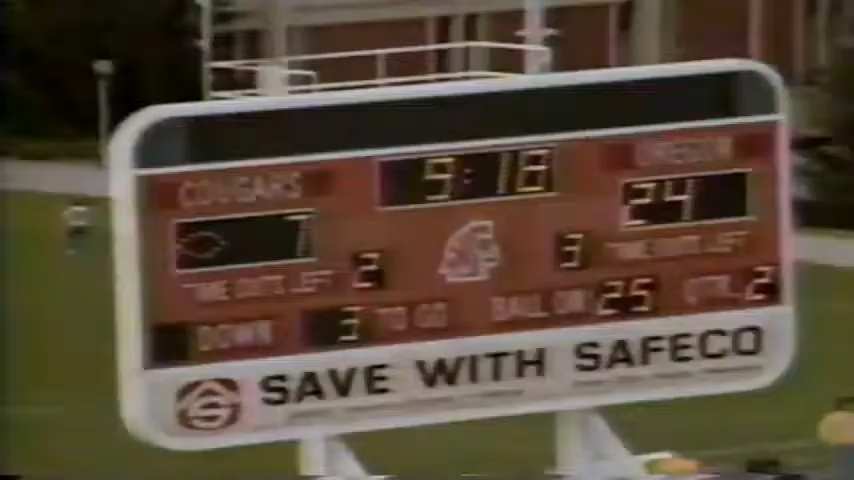 COUGARS 9:18 OREGON
7 24
TIME OUTS LEFT 2 3 TIME OUTS LEFT
DOWN 3 TO GO BALL ON 25 QTR. 2
SAVE WITH SAFECO